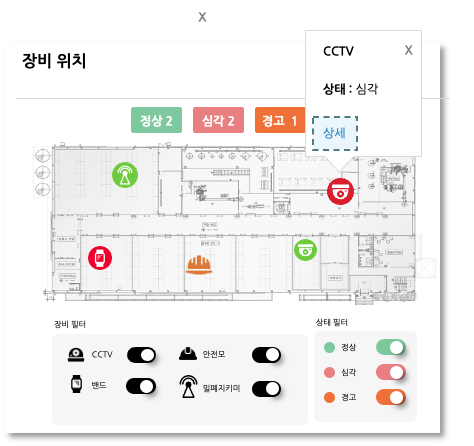 X
CCTV
X
장비 위치
상태 : 심각
정상 2
심각 2
경고 1
상세
장비 필터
상태 필터
CCTV
안전모
밴드
밀폐지키미
정상
심각
경고